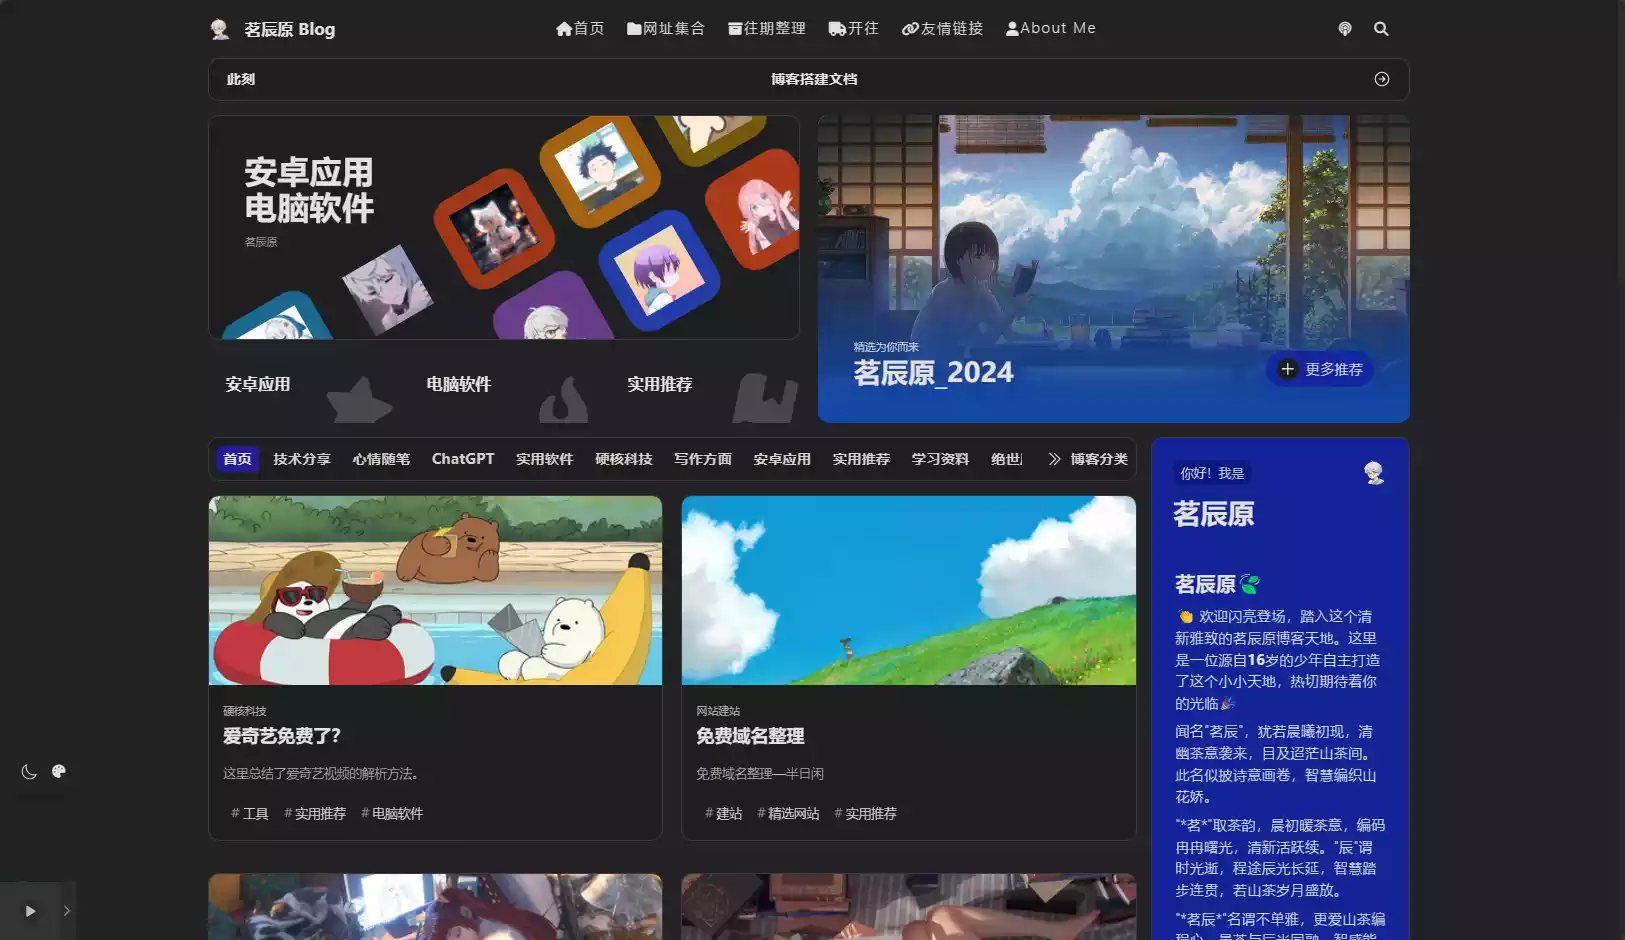 茗辰原 Blog
首页 网址集合 往期整理 开往 友情链接 About Me
此刻
博客搭建文档
安卓应用
电脑软件
茗辰原
精选为你而来
茗辰原_2024
更多推荐
安卓应用
电脑软件
实用推荐
首页 技术分享 心情随笔 ChatGPT 实用软件 硬核科技 写作方面 安卓应用 实用推荐 学习资料 绝世 博客分类
硬核科技
爱奇艺免费了?
这里总结了爱奇艺视频的解析方法。
# 工具 # 实用推荐 # 电脑软件
网站建站
免费域名整理
免费域名整理—半日闲
# 建站 # 精选网站 # 实用推荐
你好！我是
茗辰原
茗辰原🍃
👏 欢迎闪亮登场，踏入这个清
新雅致的茗辰原博客天地。这里
是一位源自16岁的少年自主打造
了这个小小天地，热切期待着你
的光临🎉
闻名"茗辰"，犹若晨曦初现，清
幽茶意袭来，目及迢茫山茶间。
此名似披诗意画卷，智慧编织山
花娇。
"*茗*"取茶韵，晨初暖茶意，编码
冉冉曙光，清新活跃续。"辰"谓
时光逝，程途辰光长延，智慧踏
步连贯，若山茶岁月盛放。
"*茗辰*"名谓不单雅，更爱山茶编